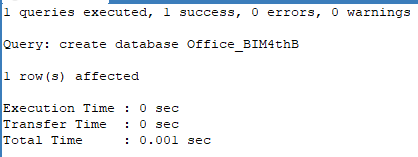 1 queries executed, 1 success, 0 errors, 0 warnings
Query: create database Office_BIM4thB
1 row(s) affected
Execution Time : 0 sec
Transfer Time  : 0 sec
Total Time     : 0.001 sec